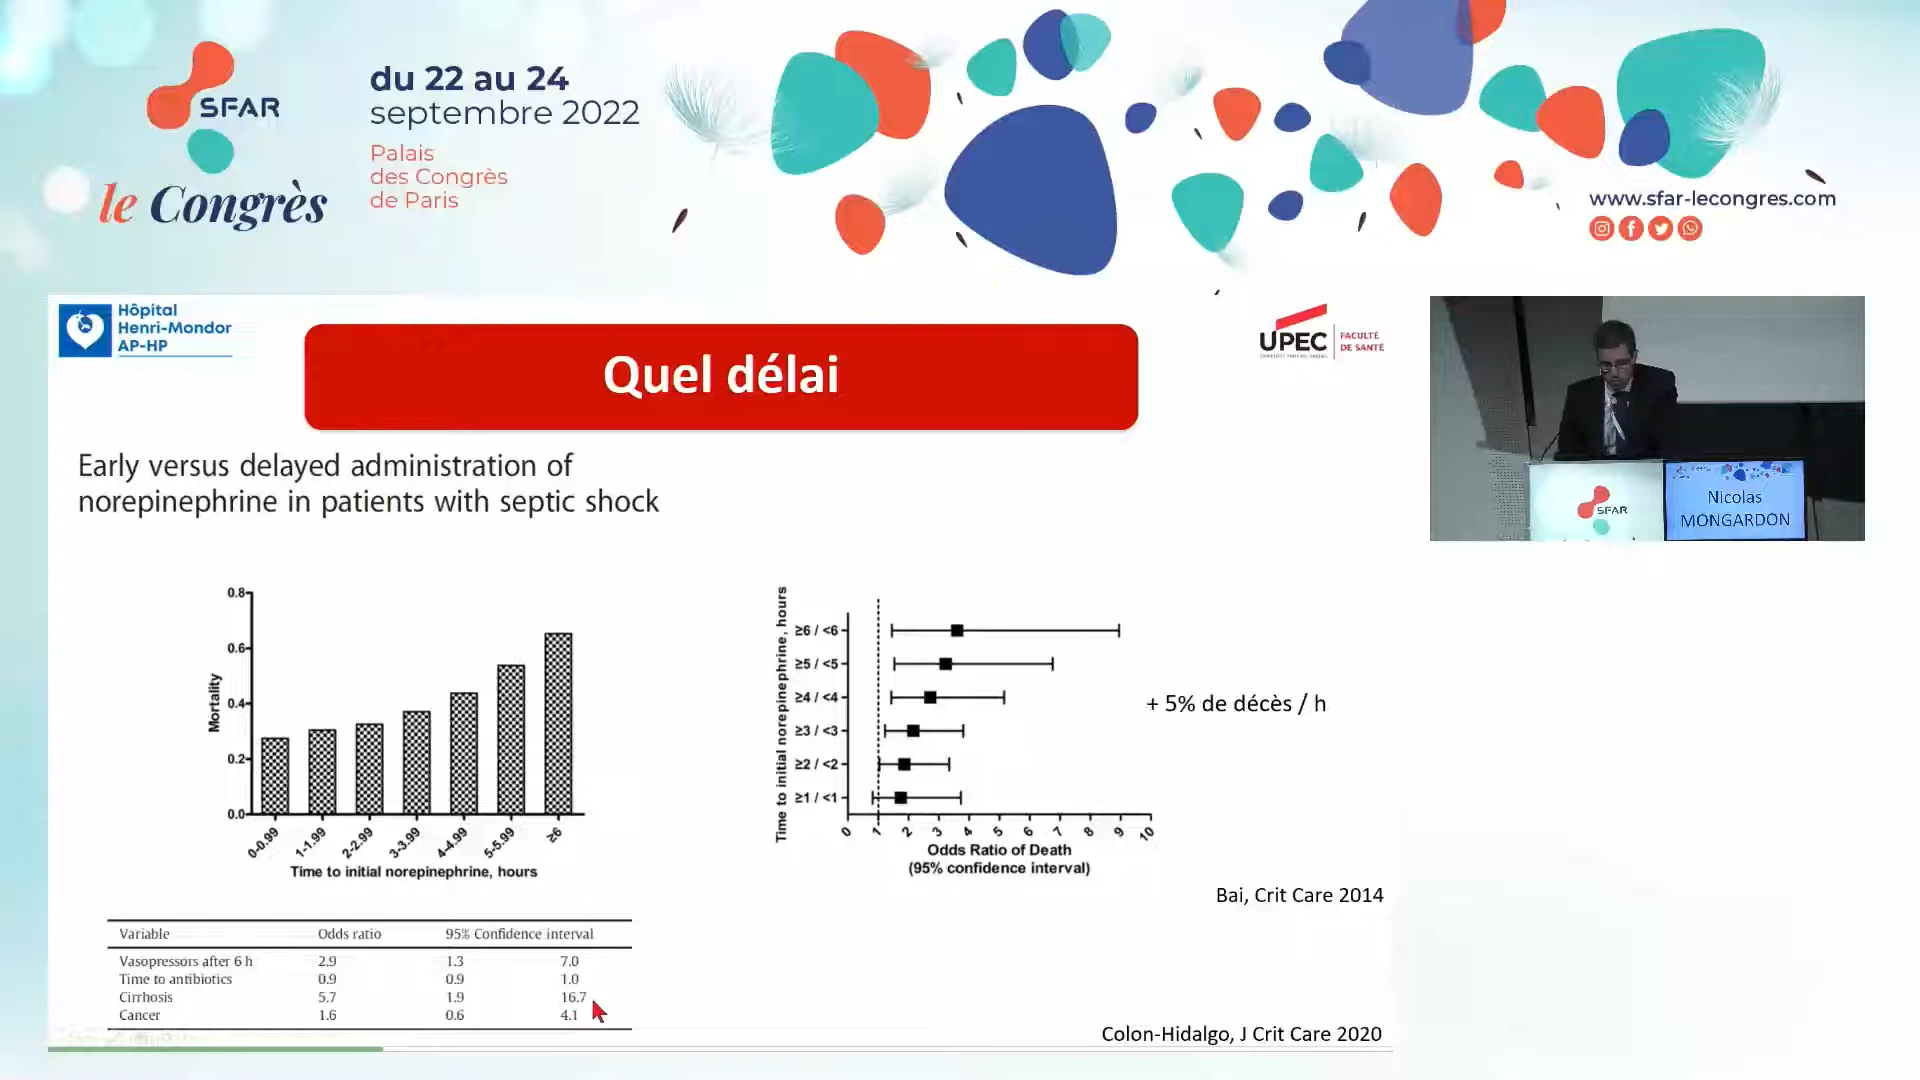 SFAR
le Congrès
du 22 au 24
septembre 2022
Palais
des Congrès
de Paris
www.sfar-lecongres.com
Hôpital
Henri-Mondor
AP-HP
Quel délai
UPEC
FACULTÉ
DE SANTÉ
Early versus delayed administration of
norepinephrine in patients with septic shock
Mortality
0.8
0.6
0.4
0.2
0.0
0-0.99
1-1.99
2-2.99
3-3.99
4-4.99
5-5.99
≥6
Time to initial norepinephrine, hours
Time to initial norepinephrine, hours
≥6 / <6
≥5 / <5
≥4 / <4
≥3 / <3
≥2 / <2
≥1 / <1
0 1 2 3 4 5 6 7 8 9 10
Odds Ratio of Death
(95% confidence interval)
+ 5% de décès / h
Bai, Crit Care 2014
Variable Odds ratio 95% Confidence interval
Vasopressors after 6 h 2.9 1.3 7.0
Time to antibiotics 0.9 0.9 1.0
Cirrhosis 5.7 1.9 16.7
Cancer 1.6 0.6 4.1
Colon-Hidalgo, J Crit Care 2020
SFAR
Nicolas
MONGARDON